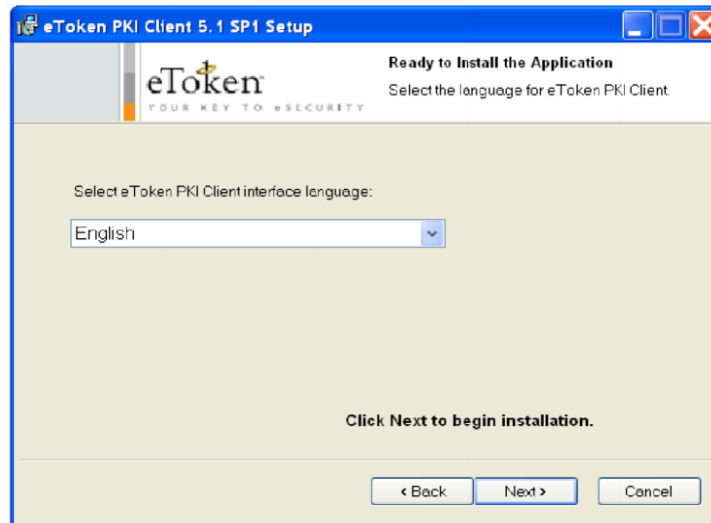 eToken PKI Client 5.1 SP1 Setup
eToken
YOUR KEY TO eSECURITY
Ready to Install the Application
Select the language for eToken PKI Client.
Select eToken PKI Client interface language:
English
Click Next to begin installation.
< Back
Next >
Cancel